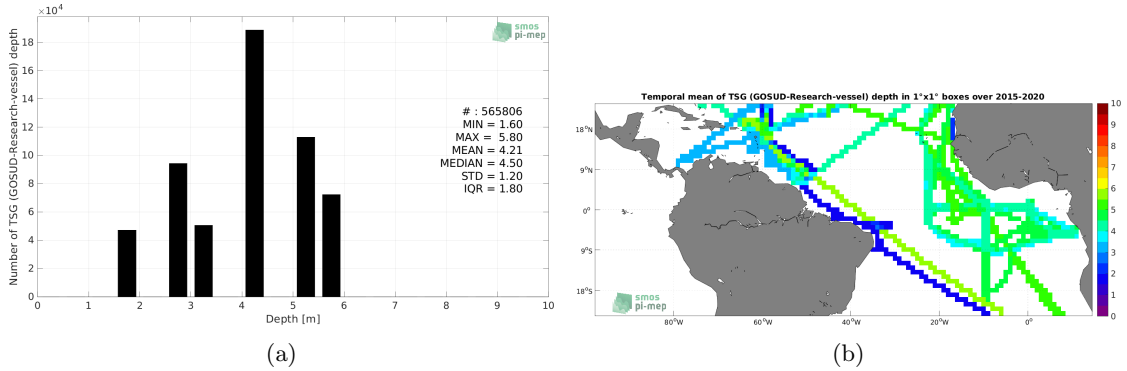 ×10⁴
18
16
14
12
10
8
6
4
2
0
Number of TSG (GOSUD-Research-vessel) depth
smos
pi-mep
# : 565806
MIN = 1.60
MAX = 5.80
MEAN = 4.21
MEDIAN = 4.50
STD = 1.20
IQR = 1.80
0 1 2 3 4 5 6 7 8 9 10
Depth [m]
(a)
Temporal mean of TSG (GOSUD-Research-vessel) depth in 1°x1° boxes over 2015-2020
18°N
9°N
0°
9°S
18°S
smos
pi-mep
80°W 60°W 40°W 20°W 0°
10
9
8
7
6
5
4
3
2
1
0
(b)